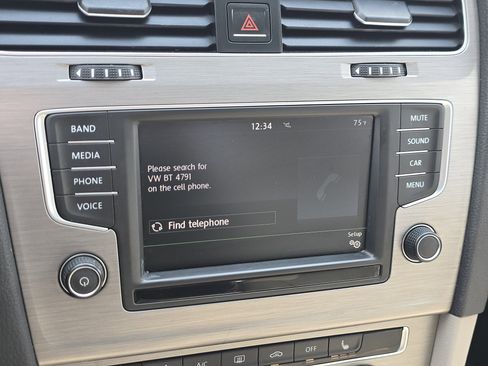 12:34
75°F
BAND
MEDIA
PHONE
VOICE
Please search for
VW BT 4791
on the cell phone.
Find telephone
Setup
MUTE
SOUND
CAR
MENU
A/C